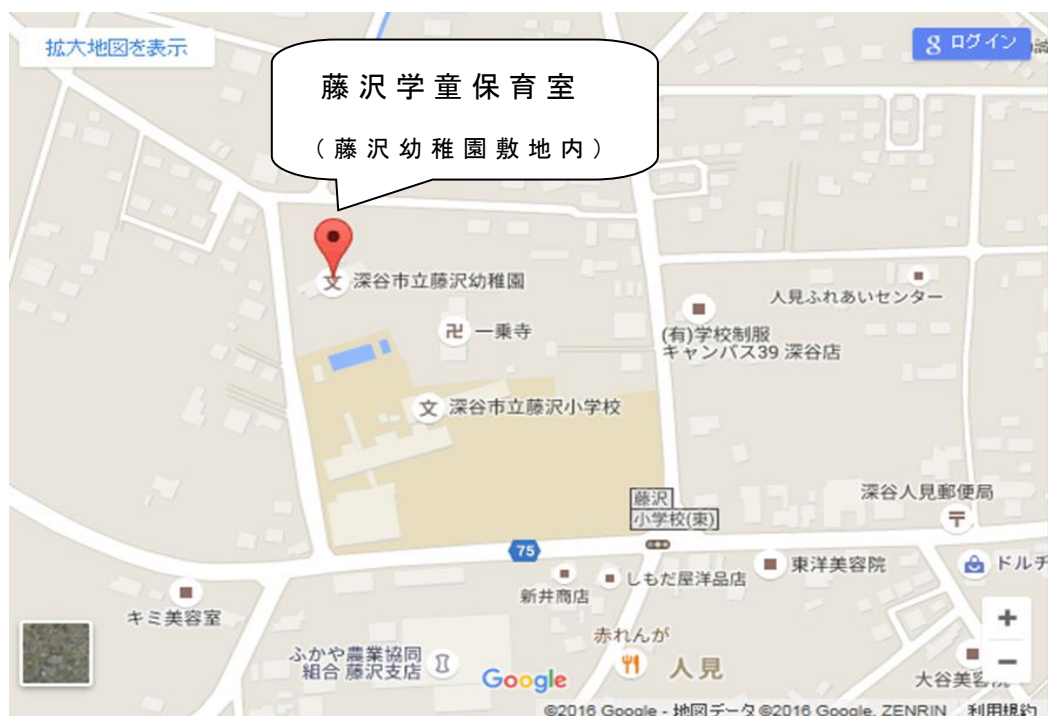 拡大地図を表示
藤沢学童保育室
（藤沢幼稚園敷地内）
ログイン
深谷市立藤沢幼稚園
人見ふれあいセンター
一乗寺
(有)学校制服
キャンパス39 深谷店
深谷市立藤沢小学校
深谷人見郵便局
藤沢
小学校(東)
75
東洋美容院
ドルチ
しもだ屋洋品店
新井商店
キミ美容室
赤れんが
ふかや農業協同
組合 藤沢支店
人見
大谷美容
Google
©2016 Google - 地図データ ©2016 Google, ZENRIN
利用規約